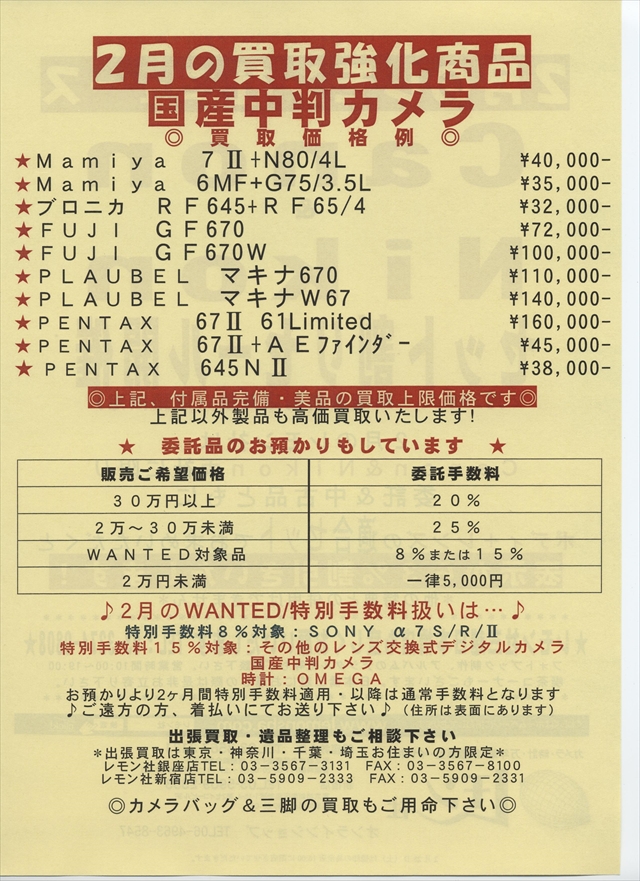 2月の買取強化商品
国産中判カメラ
◎買取価格例◎
★Ｍａｍｉｙａ　７Ⅱ+N80/4L　¥40,000-
★Ｍａｍｉｙａ　６MF+G75/3.5L　¥35,000-
★ブロニカ　ＲＦ645+ＲＦ65/4　¥32,000-
★ＦＵＪＩ　ＧＦ670　¥72,000-
★ＦＵＪＩ　ＧＦ670W　¥100,000-
★ＰＬＡＵＢＥＬ　マキナ670　¥110,000-
★ＰＬＡＵＢＥＬ　マキナW67　¥140,000-
★ＰＥＮＴＡＸ　67Ⅱ 61Limited　¥160,000-
★ＰＥＮＴＡＸ　67Ⅱ+ＡＥﾌｧｲﾝﾀﾞｰ　¥45,000-
★ＰＥＮＴＡＸ　645ＮⅡ　¥38,000-
◎上記、付属品完備・美品の買取上限価格です◎
上記以外製品も高価買取いたします!
★　委託品のお預かりもしています　★
販売ご希望価格　委託手数料
３０万円以上　２０％
２万～３０万未満　２５％
ＷＡＮＴＥＤ対象品　８％または１５％
２万円未満　一律5,000円
♪２月のWANTED/特別手数料扱いは…♪
特別手数料８％対象：ＳＯＮＹ　α７Ｓ/Ｒ/Ⅱ
特別手数料１５％対象：その他のレンズ交換式デジタルカメラ
国産中判カメラ
時計：ＯＭＥＧＡ
お預かりより2ヶ月間特別手数料適用・以降は通常手数料となります
♪ご遠方の方、着払いにてお送り下さい♪（住所は表面にあります）
出張買取・遺品整理もご相談下さい
＊出張買取は東京・神奈川・千葉・埼玉お住まいの方限定＊
レモン社銀座店TEL：03-3567-3131　FAX：03-3567-8100
レモン社新宿店TEL：03-5909-2333　FAX：03-5909-2331
◎カメラバッグ＆三脚の買取もご用命下さい◎